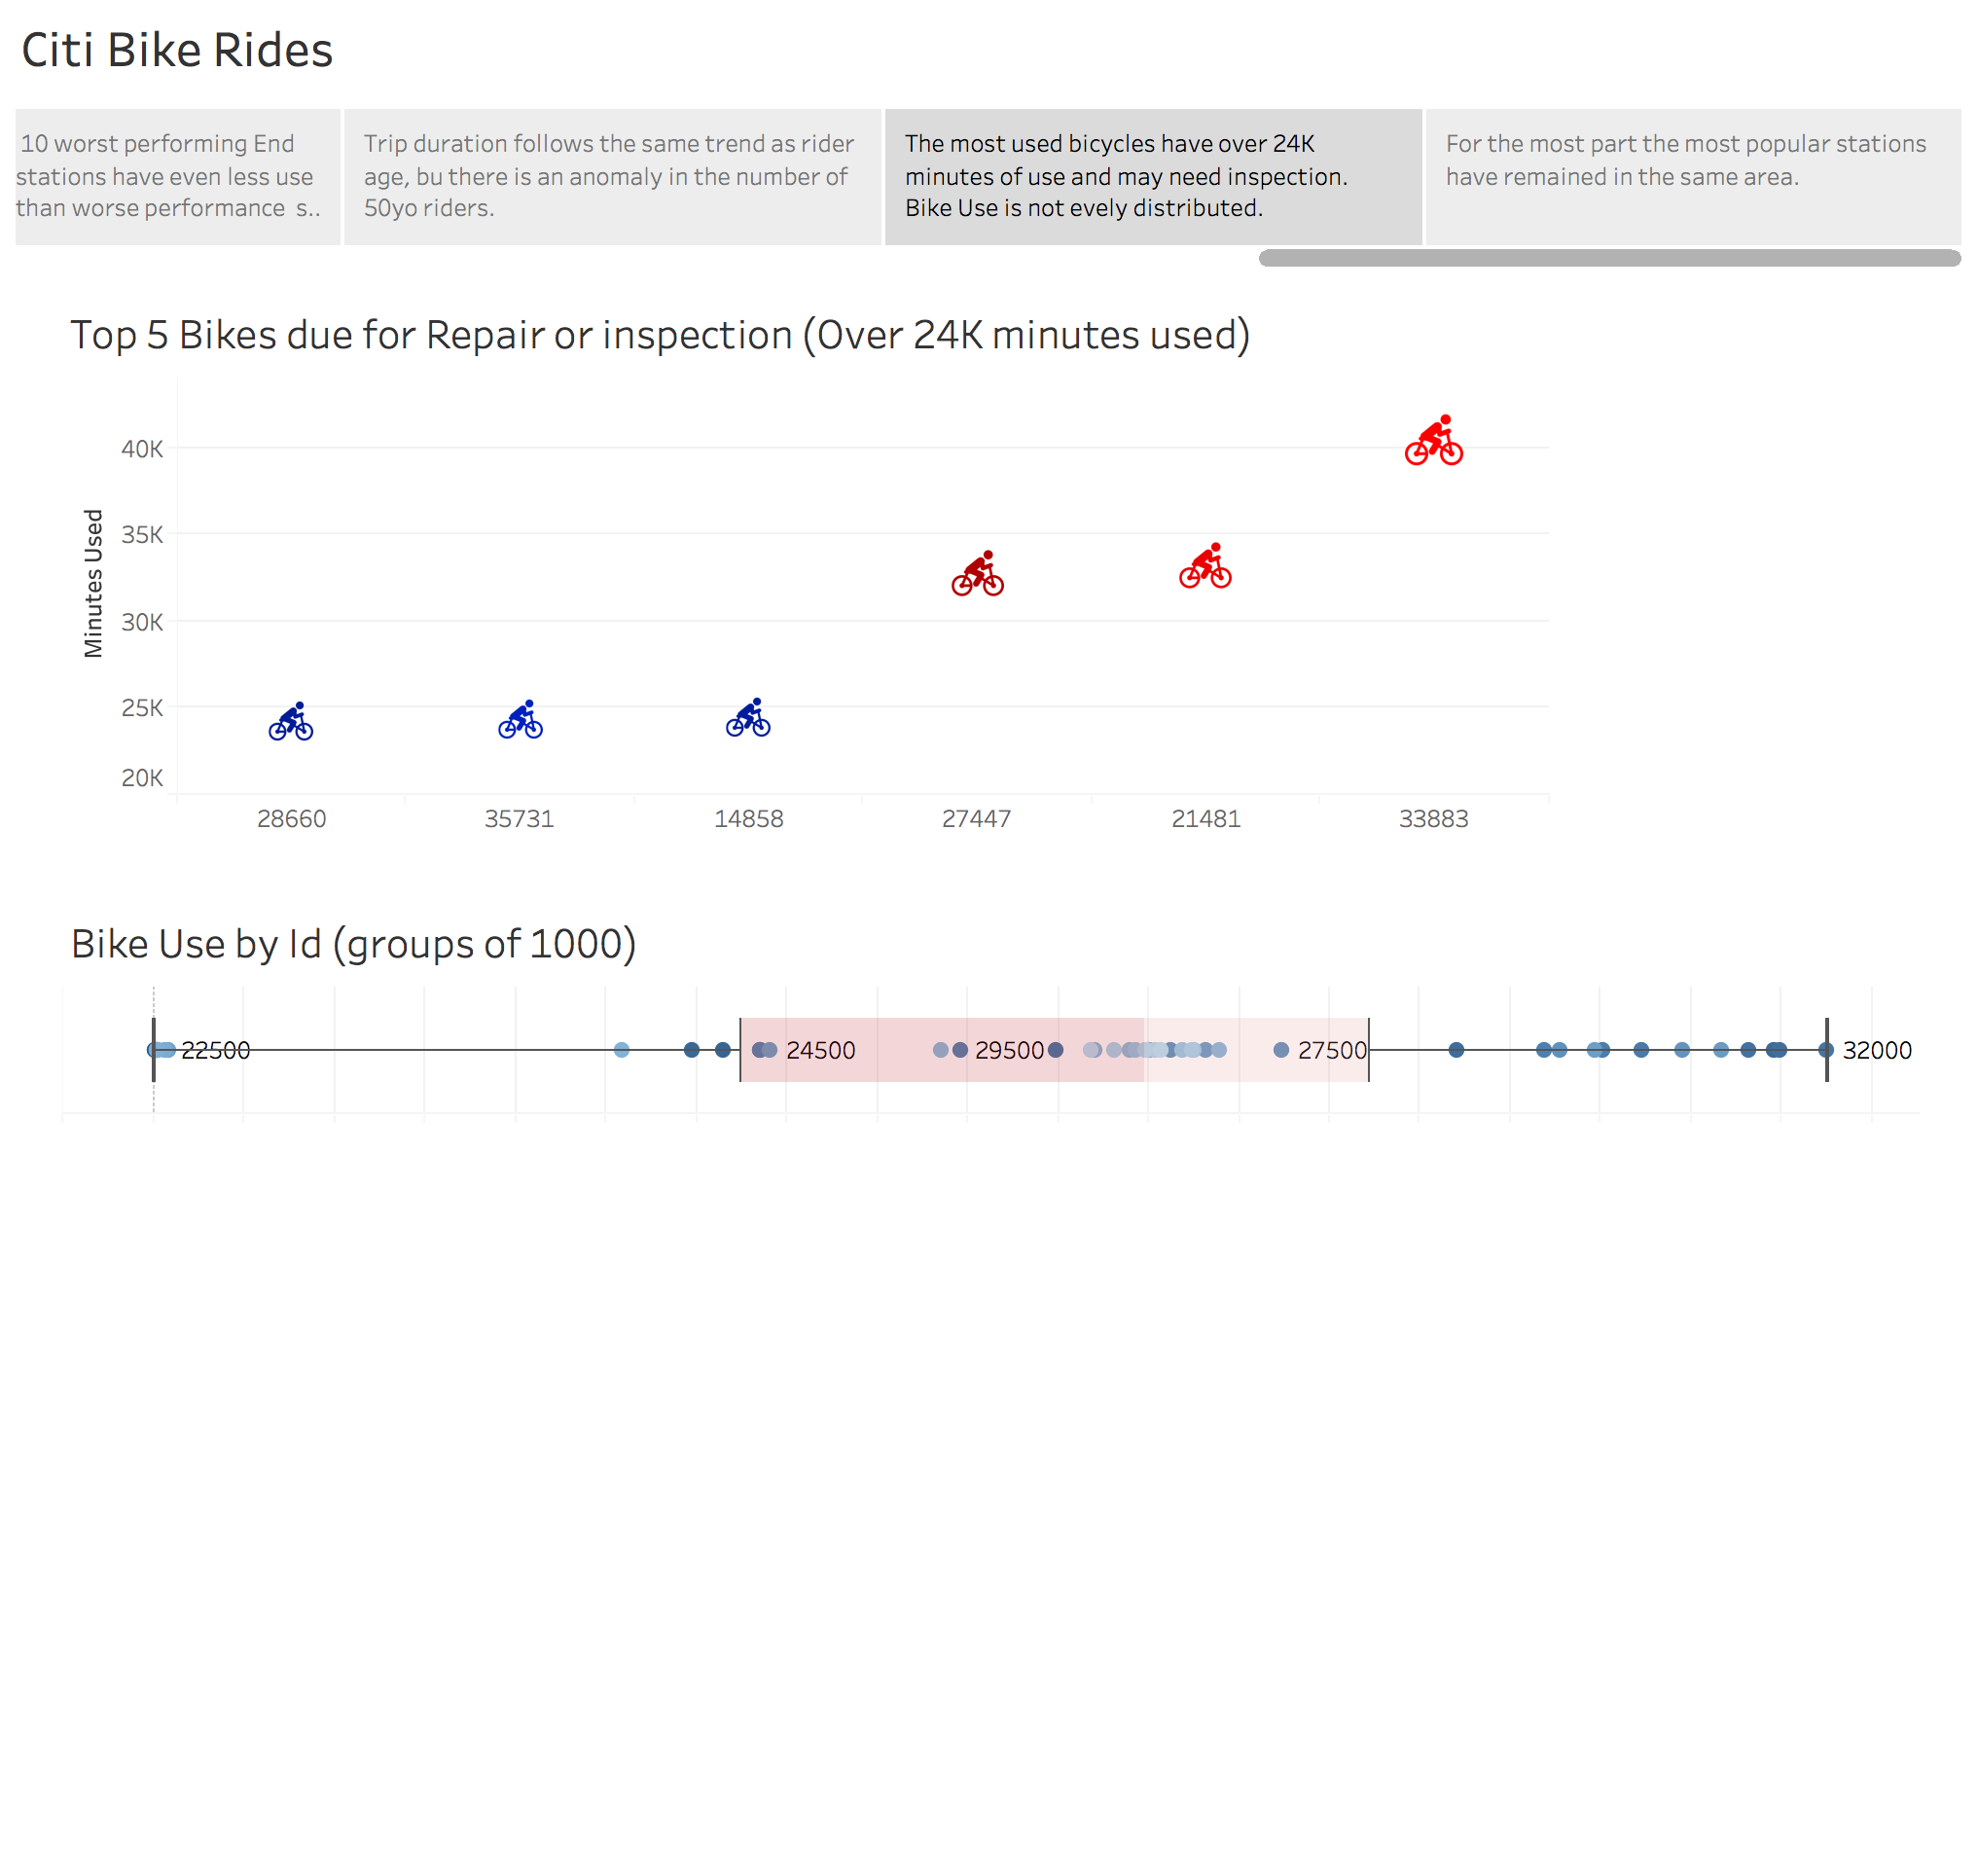 Citi Bike Rides
10 worst performing End
stations have even less use
than worse performance  s..
Trip duration follows the same trend as rider
age, bu there is an anomaly in the number of
50yo riders.
The most used bicycles have over 24K
minutes of use and may need inspection.
Bike Use is not evely distributed.
For the most part the most popular stations
have remained in the same area.
Top 5 Bikes due for Repair or inspection (Over 24K minutes used)
Minutes Used
40K
35K
30K
25K
20K
28660 35731 14858 27447 21481 33883
Bike Use by Id (groups of 1000)
22500 24500 29500 27500 32000